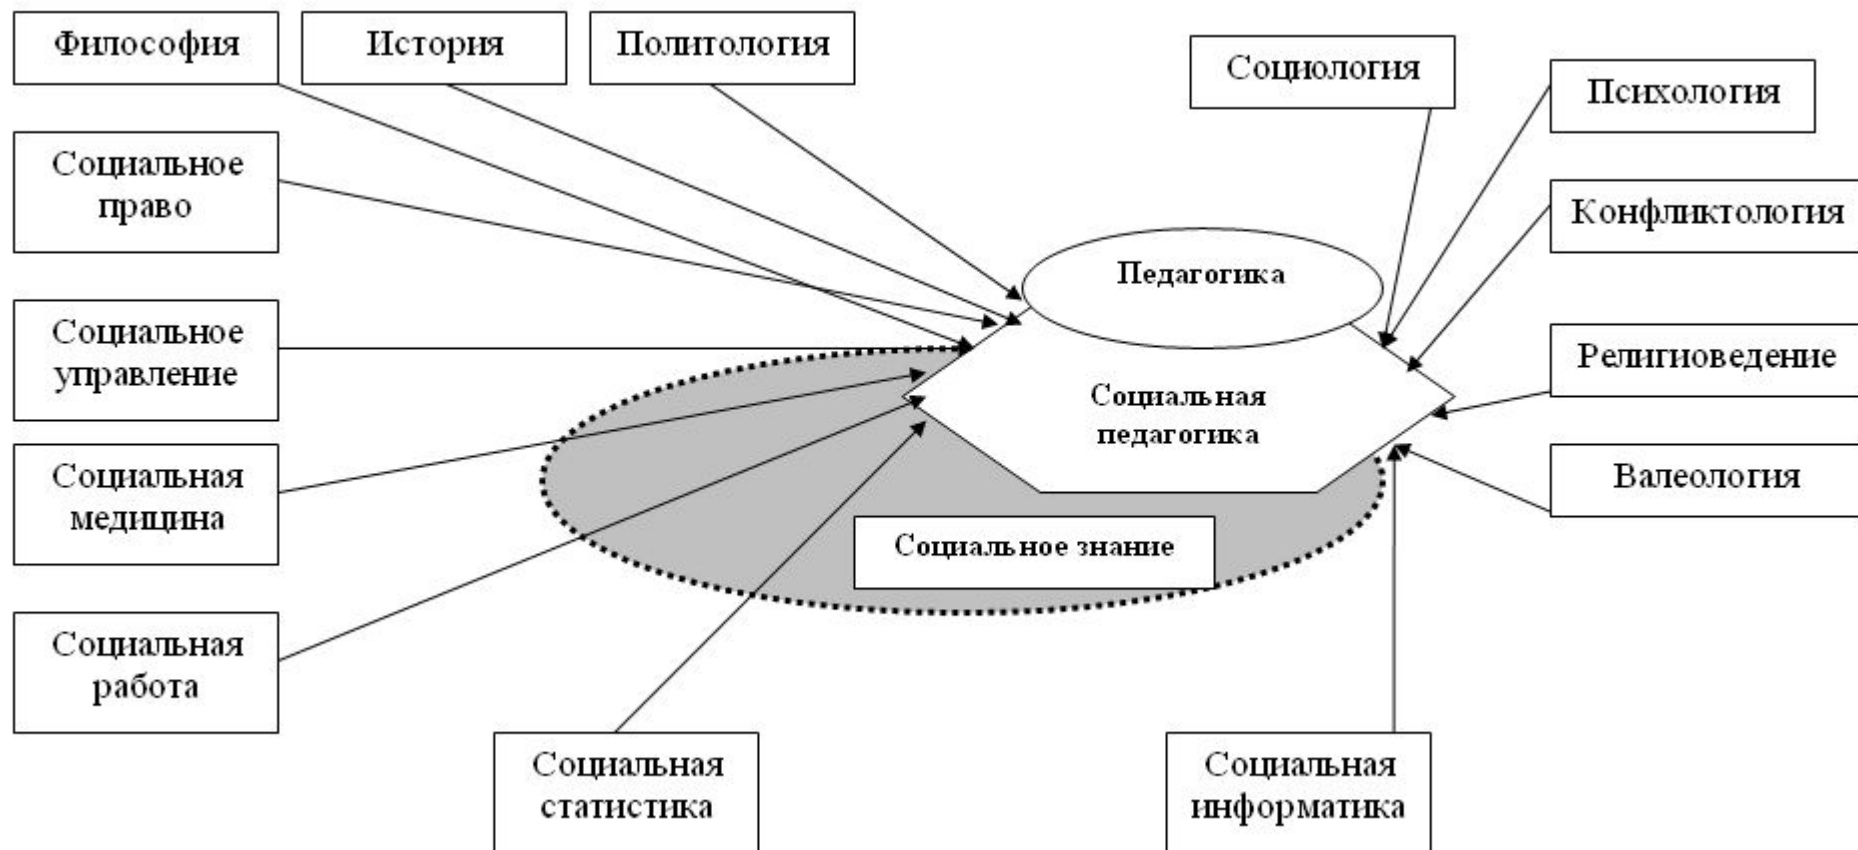 Философия
История
Политология
Социология
Психология
Социальное
право
Конфликтология
Педагогика
Социальное
управление
Религиоведение
Социальная
педагогика
Социальная
медицина
Валеология
Социальное знание
Социальная
работа
Социальная
статистика
Социальная
информатика